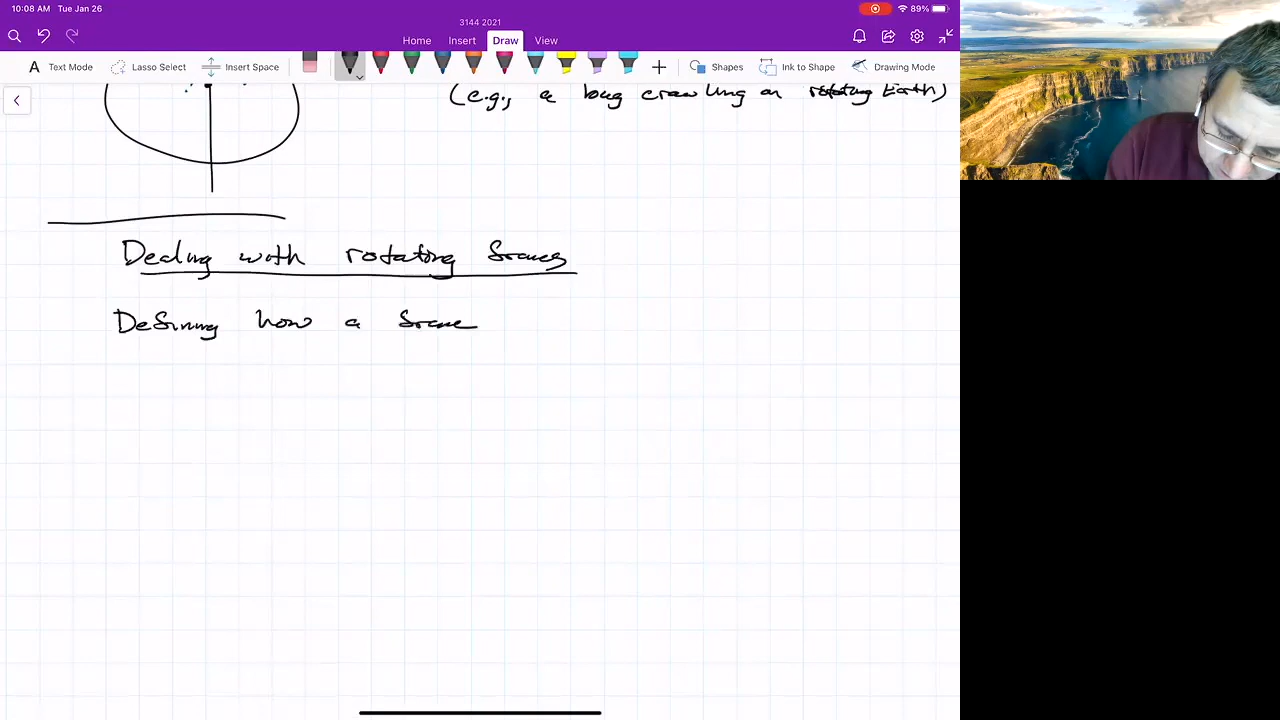 10:08 AM Tue Jan 26
89%
3144 2021
Home Insert Draw View
Text Mode Lasso Select Insert Space Shapes Ink to Shape Drawing Mode
(e.g., a bug crawling on rotating Earth)
Dealing with rotating frames
Defining how a frame